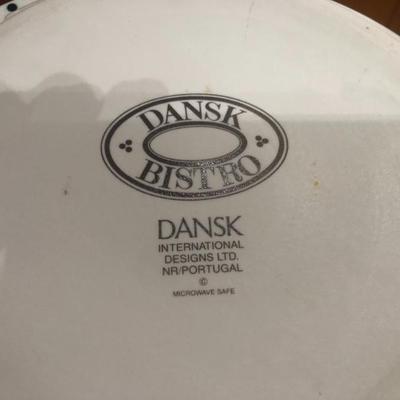 DANSK
BISTRO
DANSK
INTERNATIONAL
DESIGNS LTD.
NR/PORTUGAL
©
MICROWAVE SAFE